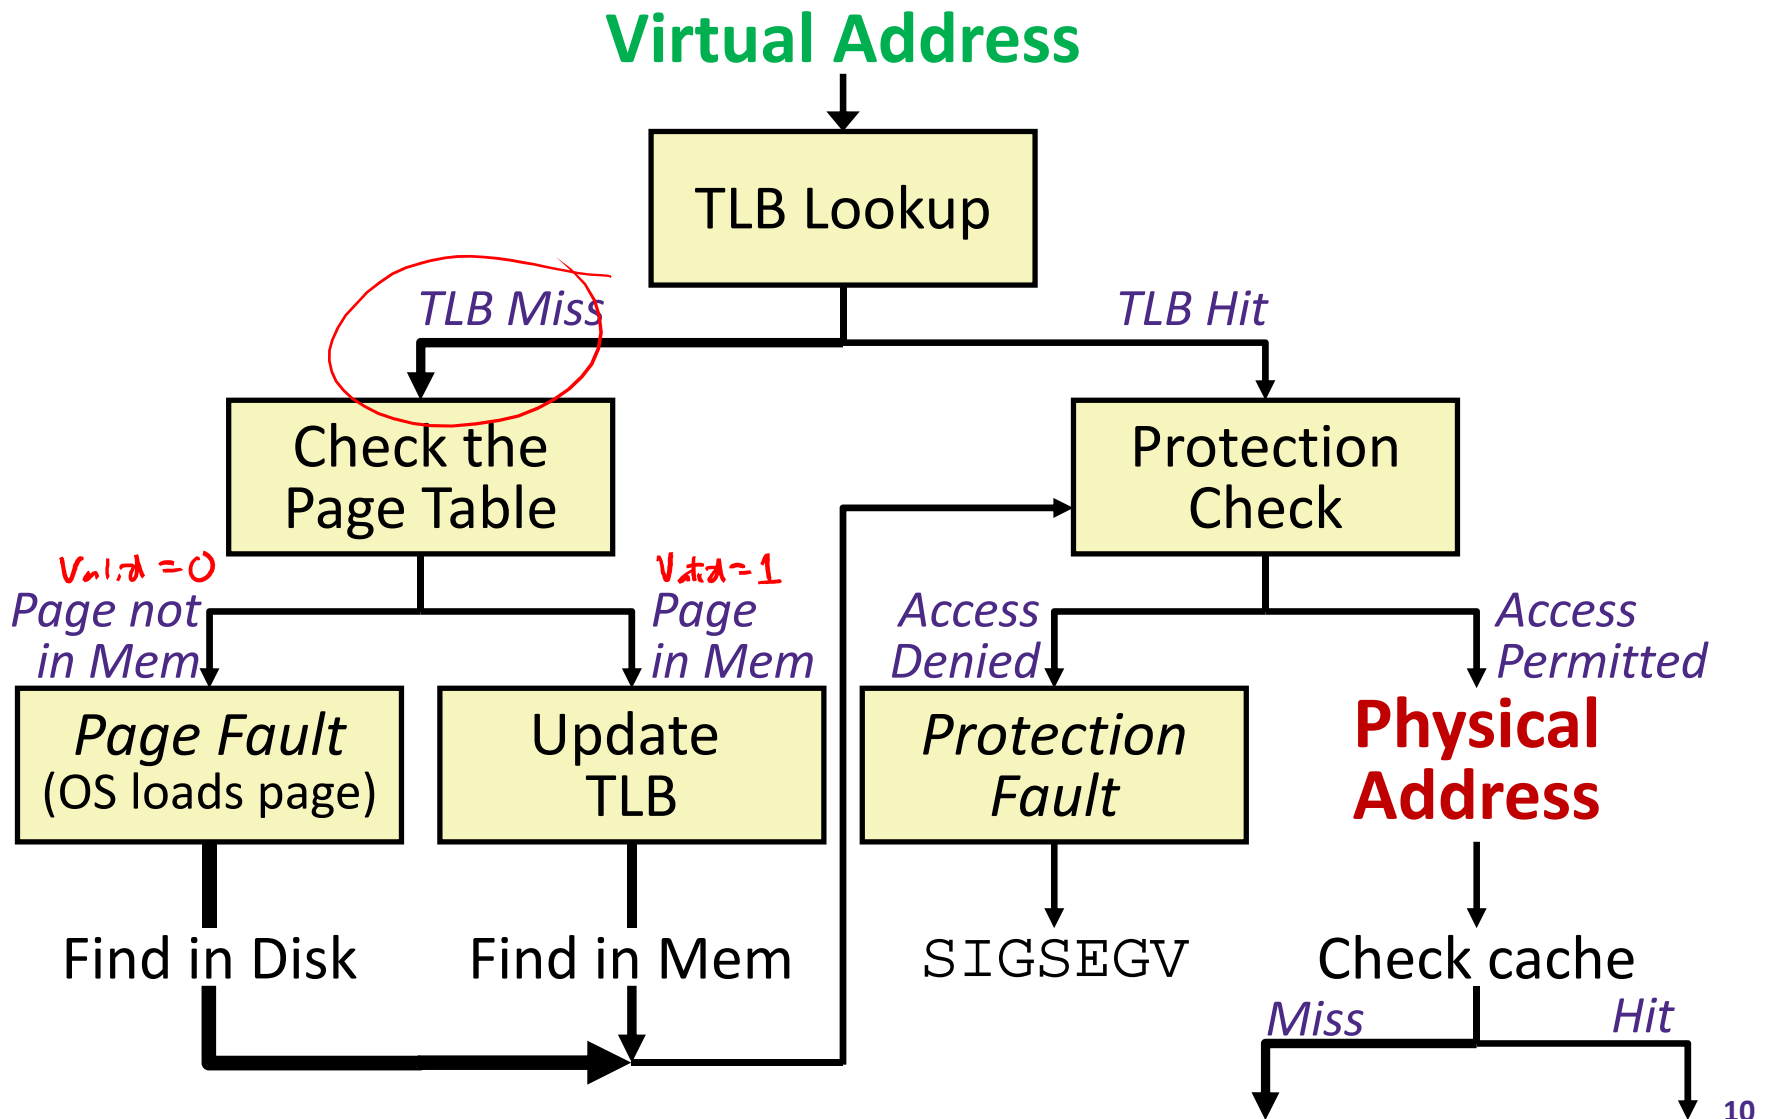 Virtual Address
TLB Lookup
TLB Miss
TLB Hit
Check the
Page Table
Protection
Check
Valid = 0
Valid = 1
Page not
in Mem
Page
in Mem
Access
Denied
Access
Permitted
Page Fault
(OS loads page)
Update
TLB
Protection
Fault
Physical
Address
Find in Disk
Find in Mem
SIGSEGV
Check cache
Miss
Hit
10